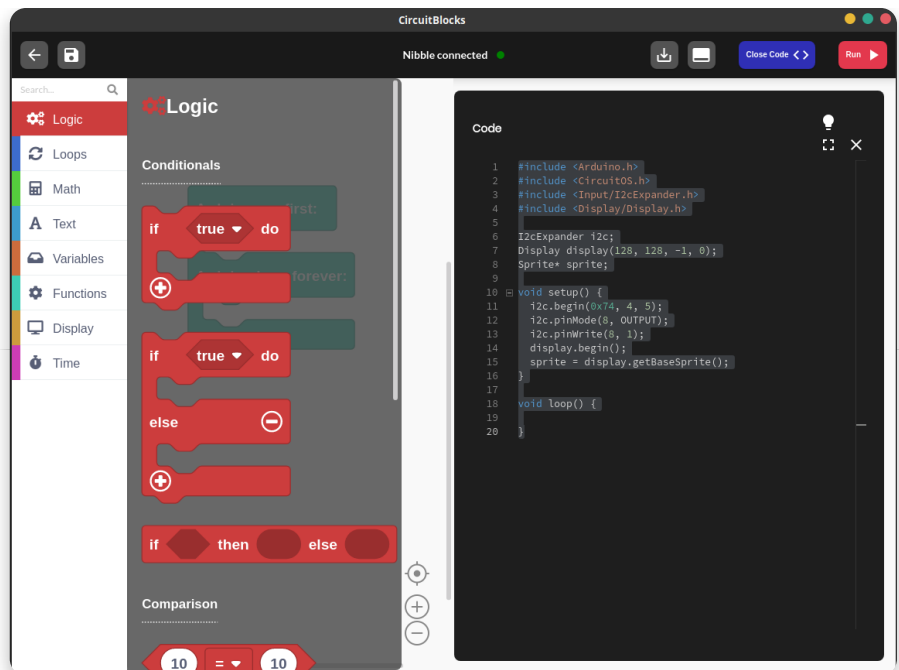 CircuitBlocks
Nibble connected
Close Code
Run
Search...
Logic
Loops
Math
Text
Variables
Functions
Display
Time
Logic
Conditionals
first:
if true do
forever:
if true do
else
if then else
Comparison
10 = 10
Code
1 #include <Arduino.h>
2 #include <CircuitOS.h>
3 #include <Input/I2cExpander.h>
4 #include <Display/Display.h>
5
6 I2cExpander i2c;
7 Display display(128, 128, -1, 0);
8 Sprite* sprite;
9
10 void setup() {
11 i2c.begin(0x74, 4, 5);
12 i2c.pinMode(8, OUTPUT);
13 i2c.pinWrite(8, 1);
14 display.begin();
15 sprite = display.getBaseSprite();
16 }
17
18 void loop() {
19
20 }